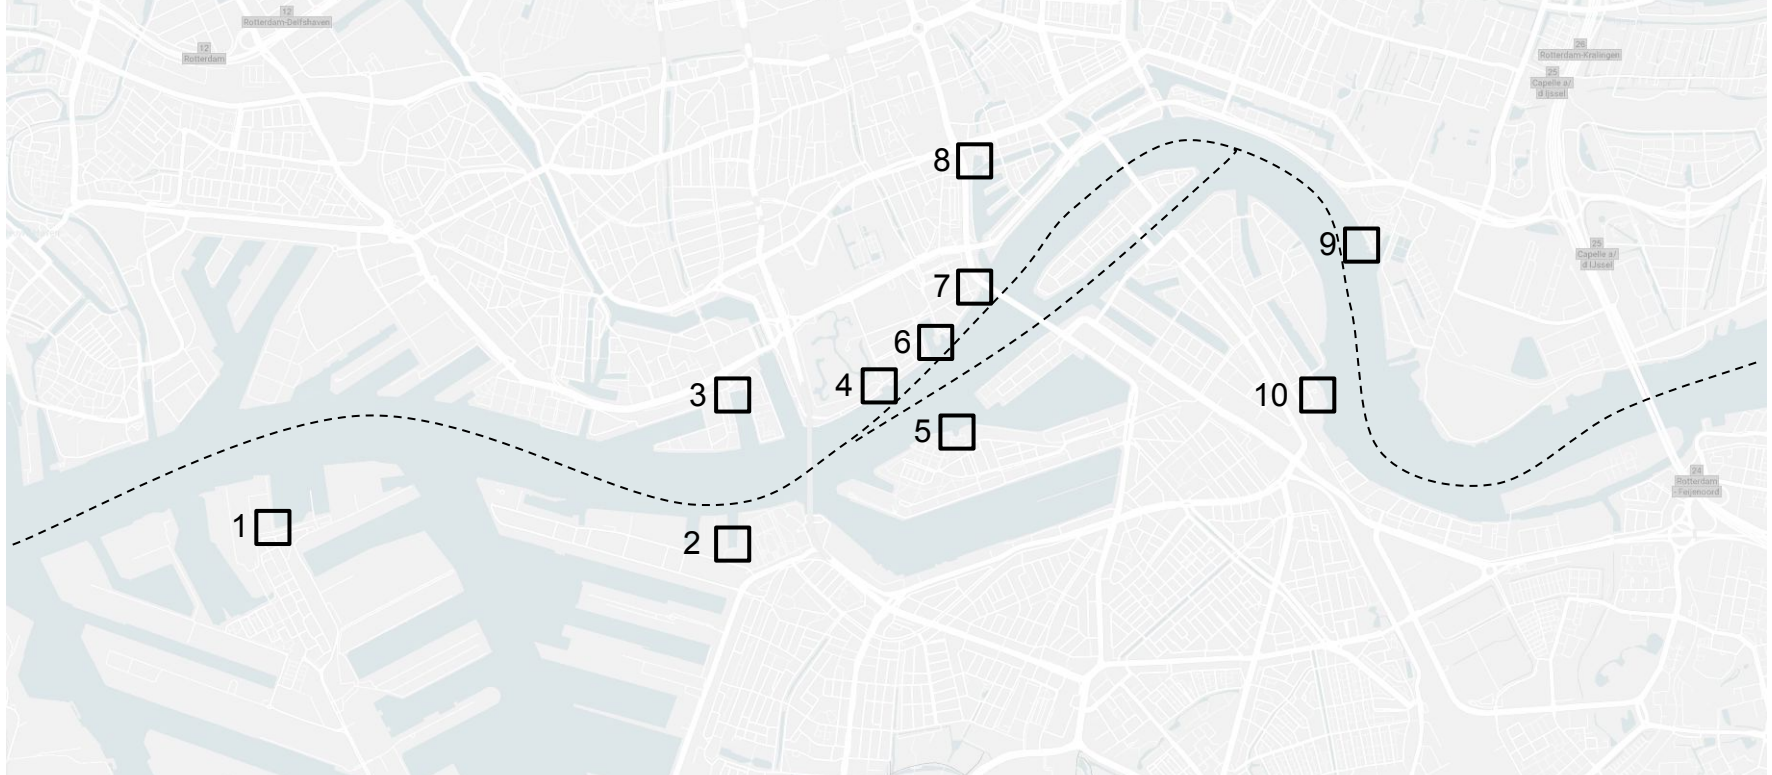 12
Rotterdam-Delfshaven
12
Rotterdam
26
Rotterdam-Kralingen
25
Capelle a/
d Ijssel
8
9
25
Capelle a/
d IJssel
7
6
4
3
10
5
24
Rotterdam
- Feijenoord
1
2